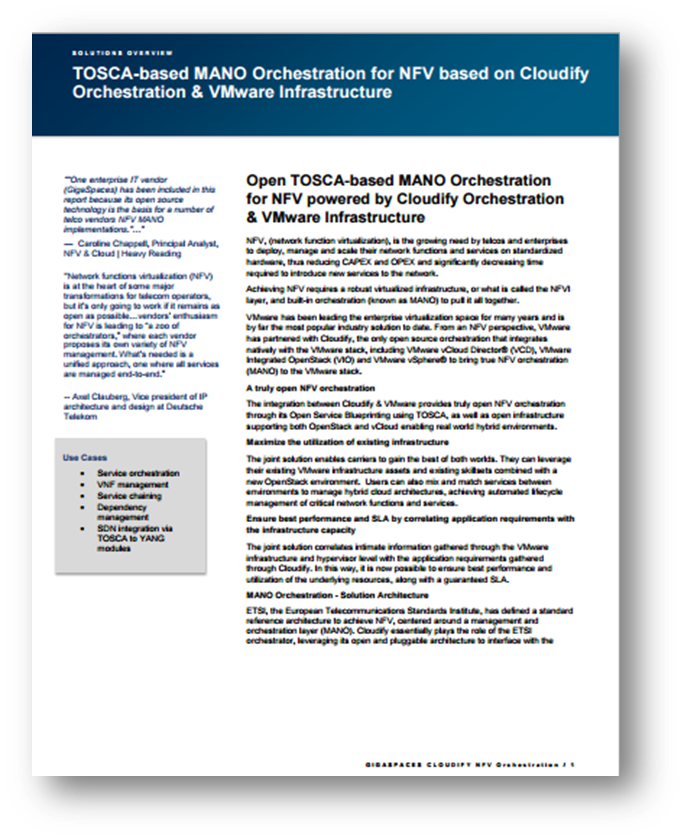 SOLUTIONS OVERVIEW
TOSCA-based MANO Orchestration for NFV based on Cloudify
Orchestration & VMware Infrastructure
""One enterprise IT vendor
(GigaSpaces) has been included in this
report because its open source
technology is the basis for a number of
telco vendors NFV MANO
implementations."..."
— Caroline Chappell, Principal Analyst,
NFV & Cloud | Heavy Reading
"Network functions virtualization (NFV)
is at the heart of some major
transformations for telecom operators,
but it's only going to work if it remains as
open as possible...vendors' enthusiasm
for NFV is leading to "a zoo of
orchestrators," where each vendor
proposes its own variety of NFV
management. What's needed is a
unified approach, one where all services
are managed end-to-end."
-- Axel Clauberg, Vice president of IP
architecture and design at Deutsche
Telekom
Use Cases
• Service orchestration
• VNF management
• Service chaining
• Dependency
management
• SDN integration via
TOSCA to YANG
modules
Open TOSCA-based MANO Orchestration
for NFV powered by Cloudify Orchestration
& VMware Infrastructure
NFV, (network function virtualization), is the growing need by telcos and enterprises
to deploy, manage and scale their network functions and services on standardized
hardware, thus reducing CAPEX and OPEX and significantly decreasing time
required to introduce new services to the network.
Achieving NFV requires a robust virtualized infrastructure, or what is called the NFVI
layer, and built-in orchestration (known as MANO) to pull it all together.
VMware has been leading the enterprise virtualization space for many years and is
by far the most popular industry solution to date. From an NFV perspective, VMware
has partnered with Cloudify, the only open source orchestration that integrates
natively with the VMware stack, including VMware vCloud Director® (VCD), VMware
Integrated OpenStack (VIO) and VMware vSphere® to bring true NFV orchestration
(MANO) to the VMware stack.
A truly open NFV orchestration
The integration between Cloudify & VMware provides truly open NFV orchestration
through its Open Service Blueprinting using TOSCA, as well as open infrastructure
supporting both OpenStack and vCloud enabling real world hybrid environments.
Maximize the utilization of existing infrastructure
The joint solution enables carriers to gain the best of both worlds. They can leverage
their existing VMware infrastructure assets and existing skillsets combined with a
new OpenStack environment. Users can also mix and match services between
environments to manage hybrid cloud architectures, achieving automated lifecycle
management of critical network functions and services.
Ensure best performance and SLA by correlating application requirements with
the infrastructure capacity
The joint solution correlates intimate information gathered through the VMware
infrastructure and hypervisor level with the application requirements gathered
through Cloudify. In this way, it is now possible to ensure best performance and
utilization of the underlying resources, along with a guaranteed SLA.
MANO Orchestration - Solution Architecture
ETSI, the European Telecommunications Standards Institute, has defined a standard
reference architecture to achieve NFV, centered around a management and
orchestration layer (MANO). Cloudify essentially plays the role of the ETSI
orchestrator, leveraging its open and pluggable architecture to interface with the
GIGASPACES CLOUDIFY NFV Orchestration / 1